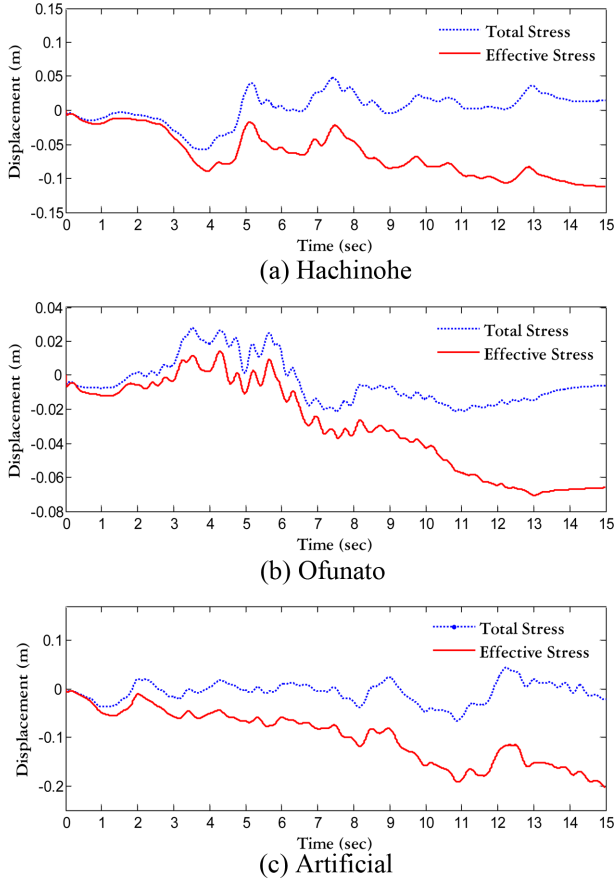 0.15
0.1
0.05
0
-0.05
-0.1
-0.15
Displacement (m)
Total Stress
Effective Stress
0 1 2 3 4 5 6 7 8 9 10 11 12 13 14 15
Time (sec)
(a) Hachinohe
0.04
0.02
0
-0.02
-0.04
-0.06
-0.08
Displacement (m)
Total Stress
Effective Stress
0 1 2 3 4 5 6 7 8 9 10 11 12 13 14 15
Time (sec)
(b) Ofunato
0.1
0
-0.1
-0.2
Displacement (m)
Total Stress
Effective Stress
0 1 2 3 4 5 6 7 8 9 10 11 12 13 14 15
Time (sec)
(c) Artificial